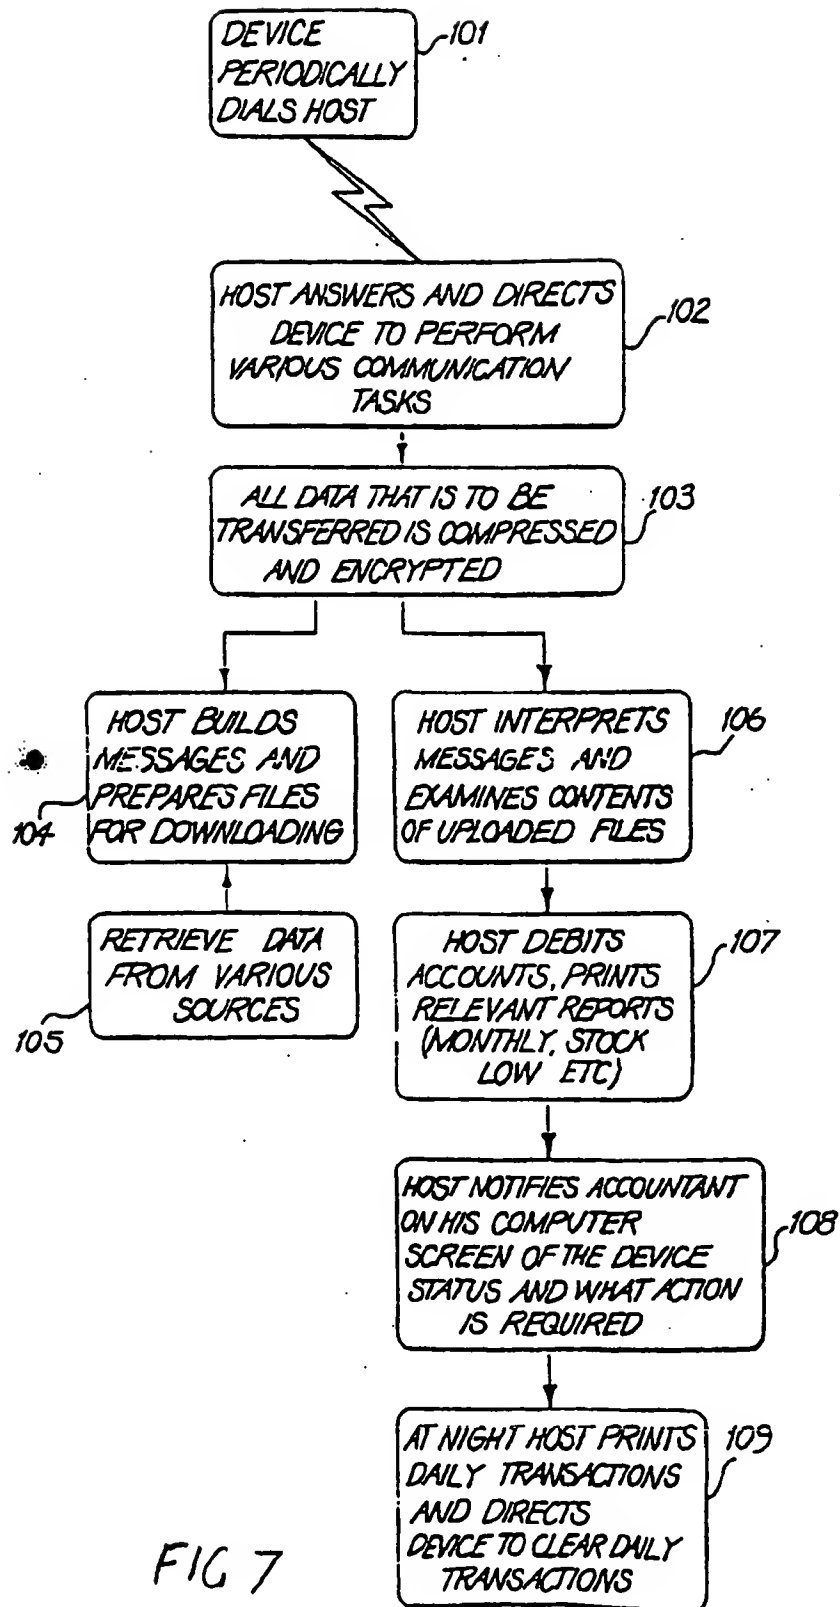 DEVICE
PERIODICALLY
DIALS HOST
101
HOST ANSWERS AND DIRECTS
DEVICE TO PERFORM
VARIOUS COMMUNICATION
TASKS
102
ALL DATA THAT IS TO BE
TRANSFERRED IS COMPRESSED
AND ENCRYPTED
103
HOST BUILDS
MESSAGES AND
PREPARES FILES
FOR DOWNLOADING
104
RETRIEVE DATA
FROM VARIOUS
SOURCES
105
HOST INTERPRETS
MESSAGES AND
EXAMINES CONTENTS
OF UPLOADED FILES
106
HOST DEBITS
ACCOUNTS, PRINTS
RELEVANT REPORTS
(MONTHLY, STOCK
LOW ETC)
107
HOST NOTIFIES ACCOUNTANT
ON HIS COMPUTER
SCREEN OF THE DEVICE
STATUS AND WHAT ACTION
IS REQUIRED
108
AT NIGHT HOST PRINTS
DAILY TRANSACTIONS
AND DIRECTS
DEVICE TO CLEAR DAILY
TRANSACTIONS
109
FIG 7